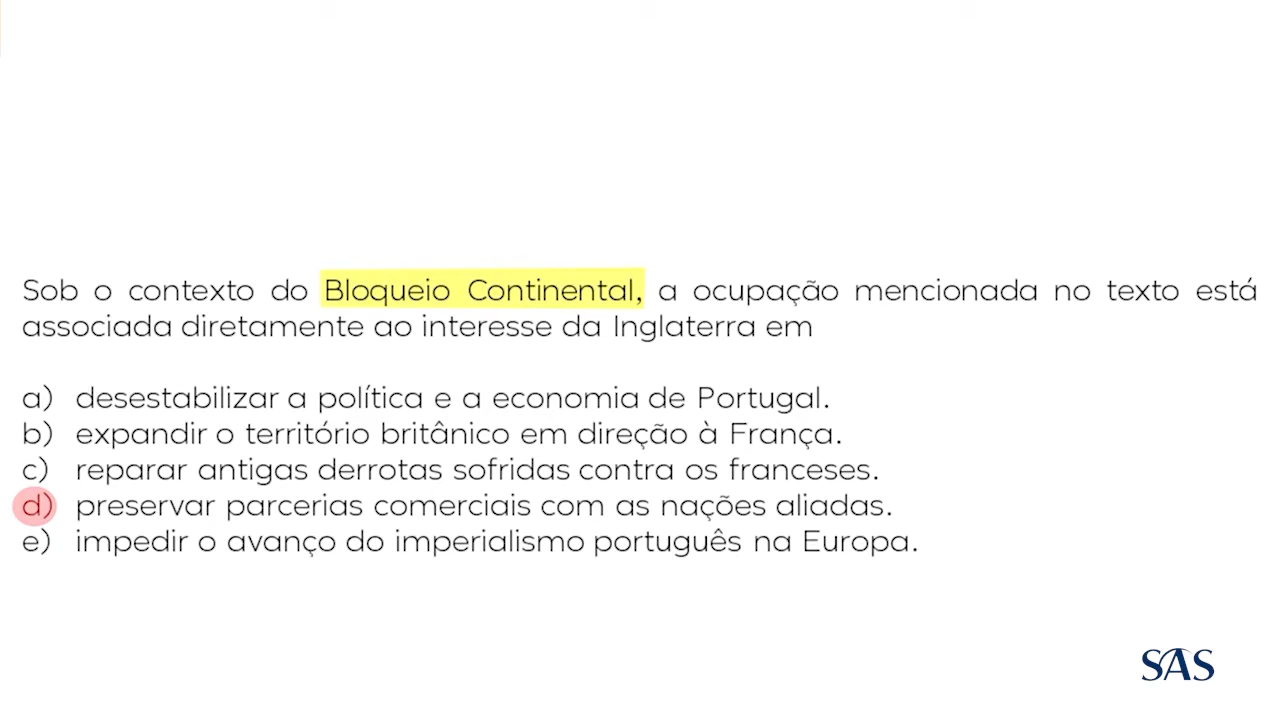 Sob o contexto do Bloqueio Continental, a ocupação mencionada no texto está
associada diretamente ao interesse da Inglaterra em
a) desestabilizar a política e a economia de Portugal.
b) expandir o território britânico em direção à França.
c) reparar antigas derrotas sofridas contra os franceses.
d) preservar parcerias comerciais com as nações aliadas.
e) impedir o avanço do imperialismo português na Europa.
SAS